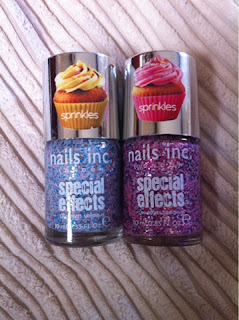 sprinkles
nails inc.
special
effects
sprinkles
nails inc.
special
effects